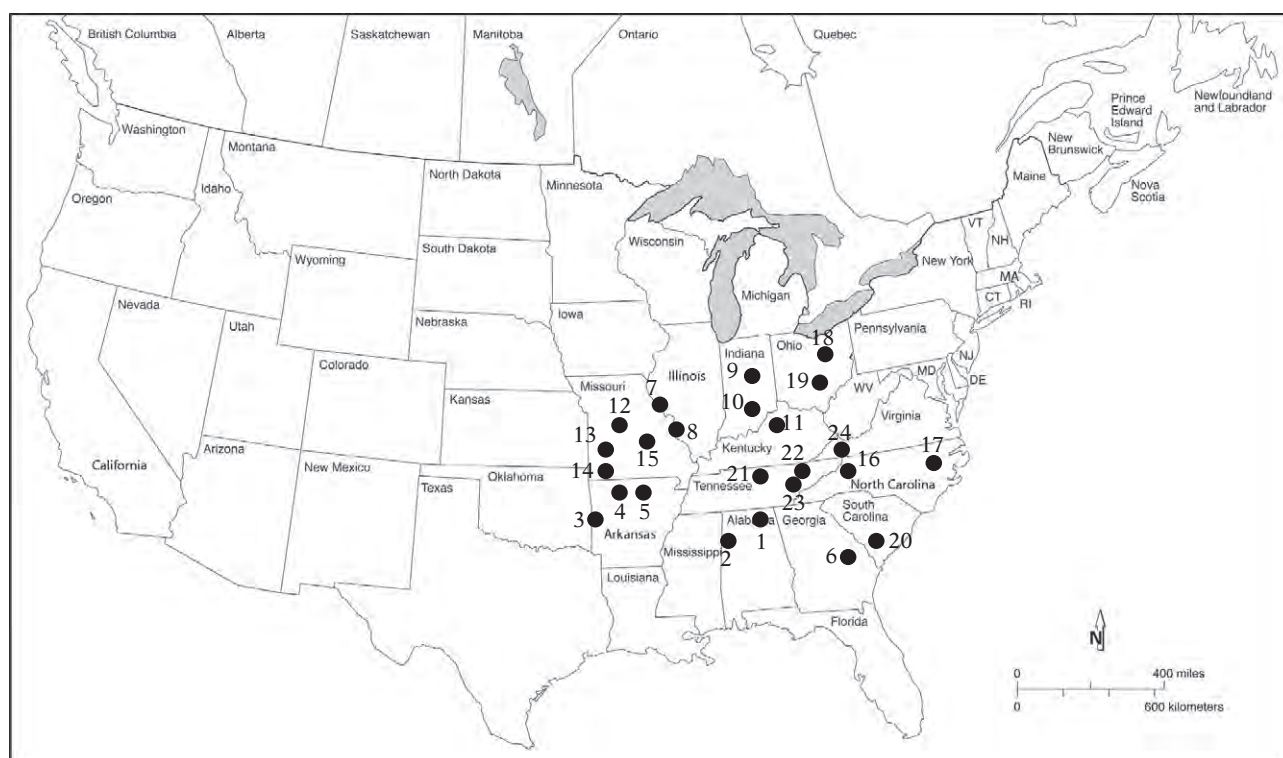 British Columbia
Alberta
Saskatchewan
Manitoba
Ontario
Quebec
Newfoundland
and Labrador
Prince
Edward
Island
New
Brunswick
Nova
Scotia
Maine
Washington
Montana
North Dakota
Minnesota
Oregon
Idaho
South Dakota
Wisconsin
Michigan
New York
VT
NH
MA
CT
RI
Wyoming
Nevada
Utah
Nebraska
Iowa
Pennsylvania
NJ
MD
DE
Colorado
California
Kansas
Missouri
Illinois
Indiana
Ohio
WV
Virginia
Kentucky
Arizona
New Mexico
Texas
Oklahoma
Arkansas
Tennessee
North Carolina
South
Carolina
Mississippi
Alabama
Georgia
Louisiana
Florida
18
9
19
7
10
12
8
11
13
15
24
17
14
22
16
21
4
5
23
3
1
2
6
20
N
0
400 miles
0
600 kilometers